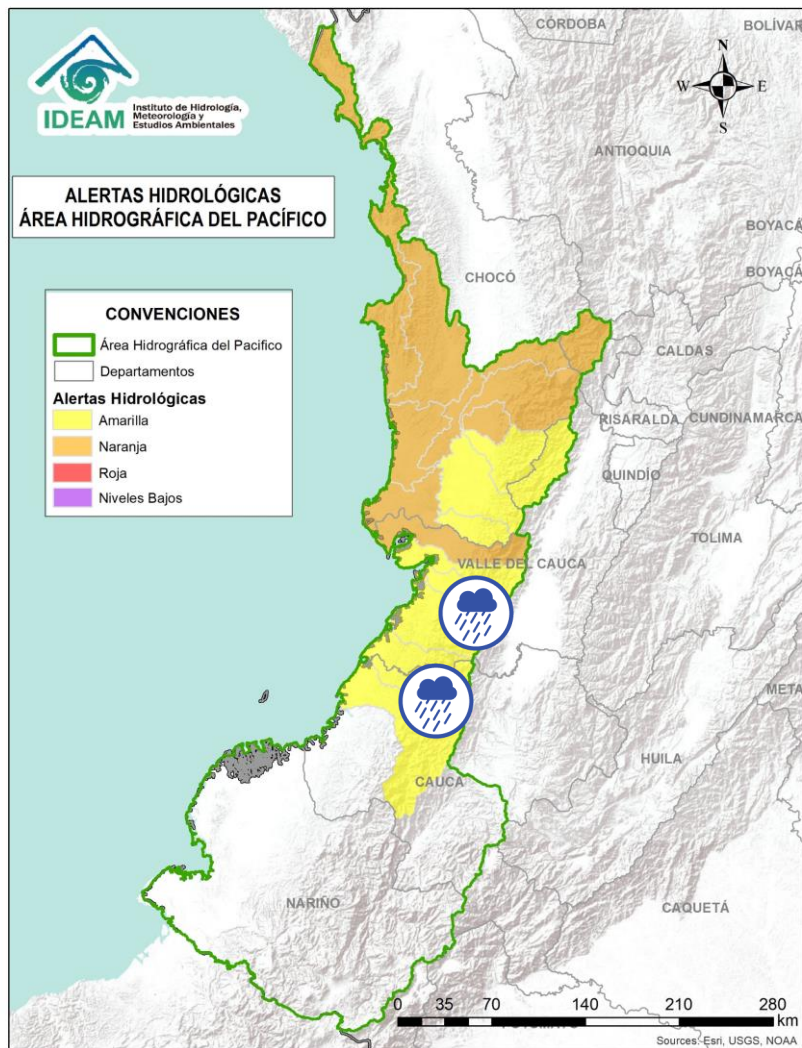 IDEAM
Instituto de Hidrología,
Meteorología y
Estudios Ambientales
ALERTAS HIDROLÓGICAS
ÁREA HIDROGRÁFICA DEL PACÍFICO
CONVENCIONES
Área Hidrográfica del Pacifico
Departamentos
Alertas Hidrológicas
Amarilla
Naranja
Roja
Niveles Bajos
N
W
E
S
CÓRDOBA
BOLÍVAR
ANTIOQUIA
BOYACÁ
BOYACÁ
CHOCÓ
CALDAS
RISARALDA
CUNDINAMARCA
QUINDÍO
TOLIMA
VALLE DEL CAUCA
META
HUILA
CAUCA
NARIÑO
CAQUETÁ
0 35 70 140 210 280
km
Sources: Esri, USGS, NOAA